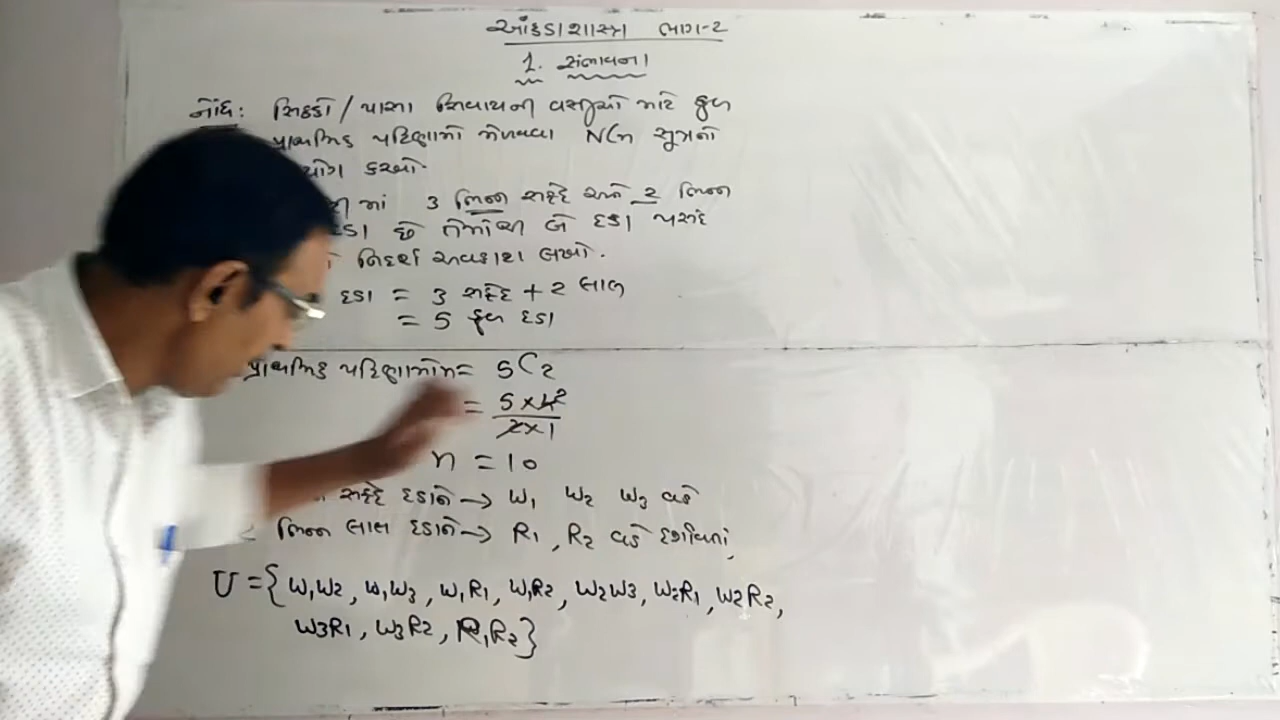 આંકડાશાસ્ત્ર ભાગ-2
1. સંભાવના
નોંધ: સિક્કો / પાસા સિવાયની વસ્તુઓ માટે કુલ
પ્રાથમિક પરિણામો મેળવવા NCn સૂત્રનો
યોગ કરવો.
માં 3 ભિન્ન સફેદ અને 2 ભિન્ન
દડા છે તેમાંથી બે દડા પસંદ
નિદર્શ અવકાશ લખો.
દડા = 3 સફેદ + 2 લાલ
= 5 કુલ દડા
પ્રાથમિક પરિણામોને = 5C2
= 5 x 4 2 / 2 x 1
n = 10
સફેદ દડાને → W1 W2 W3 વડે
ભિન્ન લાલ દડાને → R1, R2 વડે દર્શાવતાં,
U = { W1W2, W1W3, W1R1, W1R2, W2W3, W2R1, W2R2,
W3R1, W3R2, R1R2 }